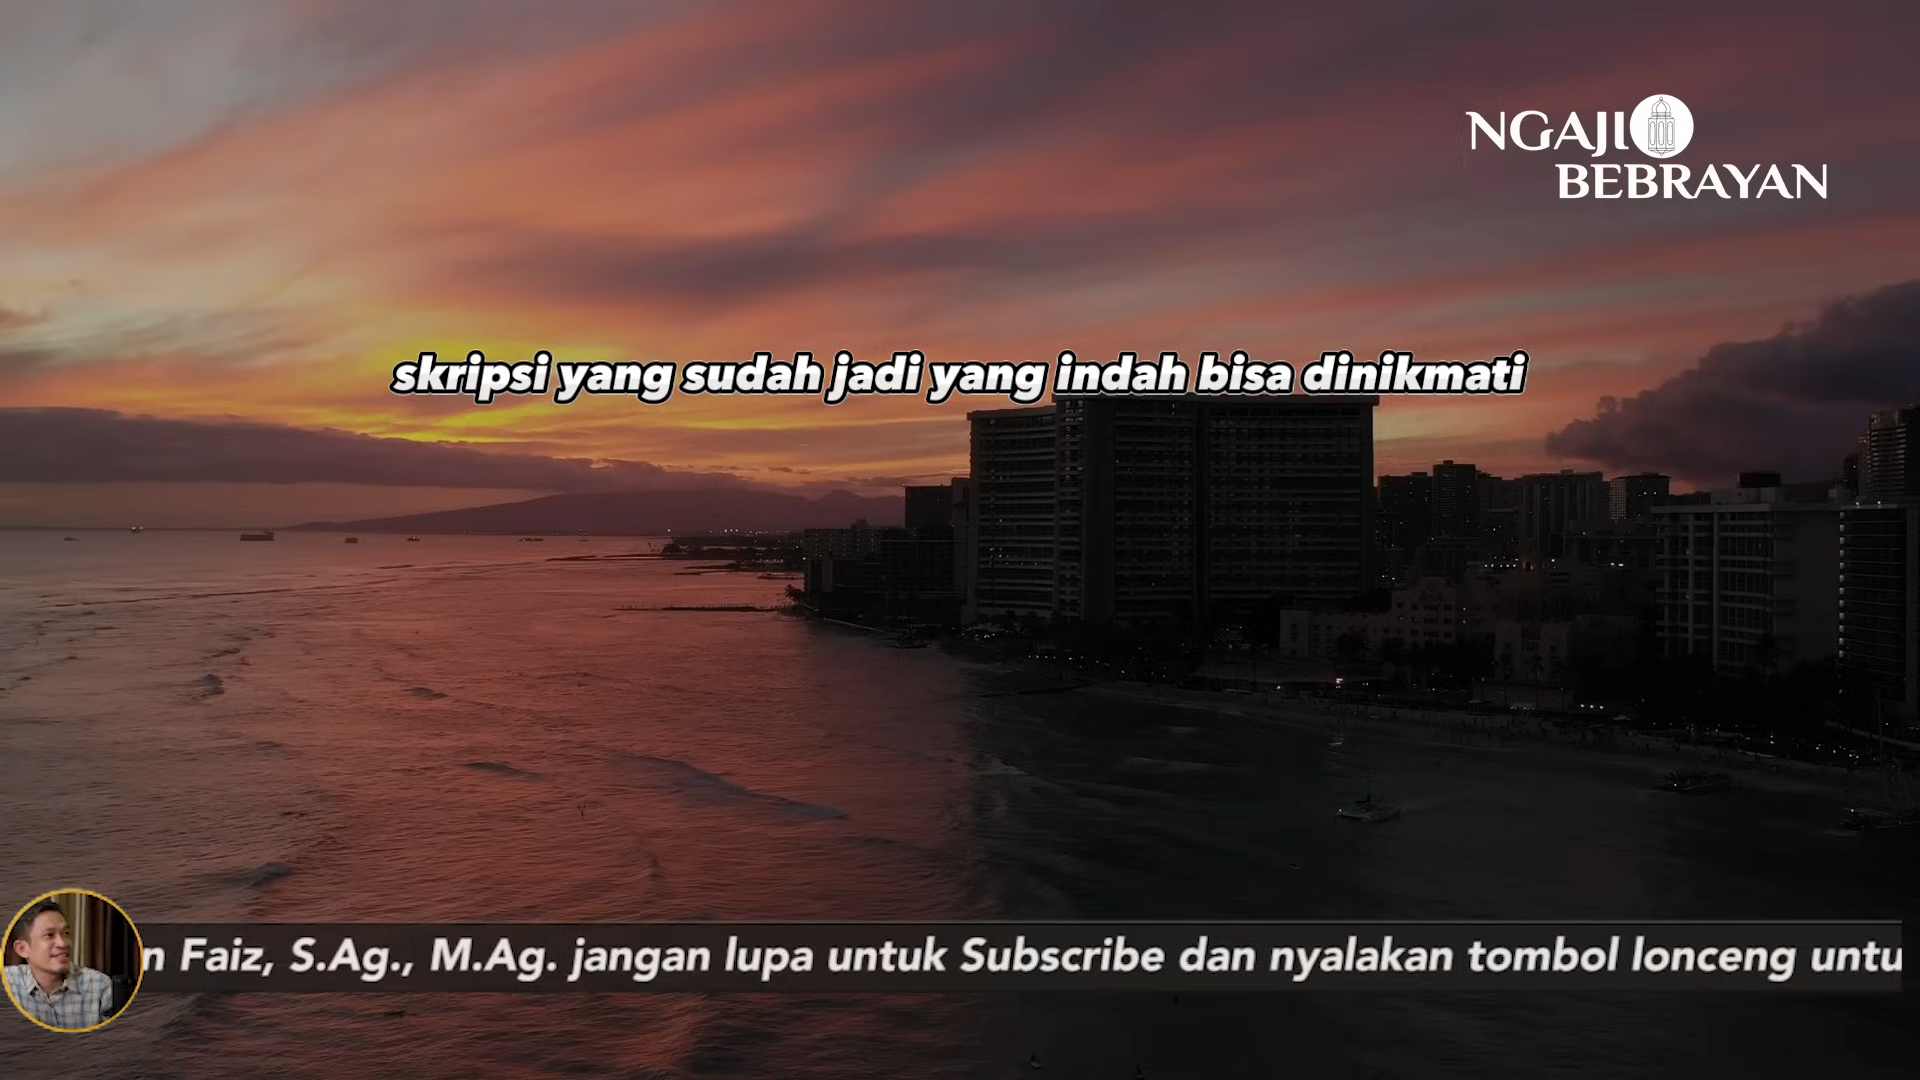 NGAJI
BEBRAYAN
skripsi yang sudah jadi yang indah bisa dinikmati
n Faiz, S.Ag., M.Ag. jangan lupa untuk Subscribe dan nyalakan tombol lonceng untu